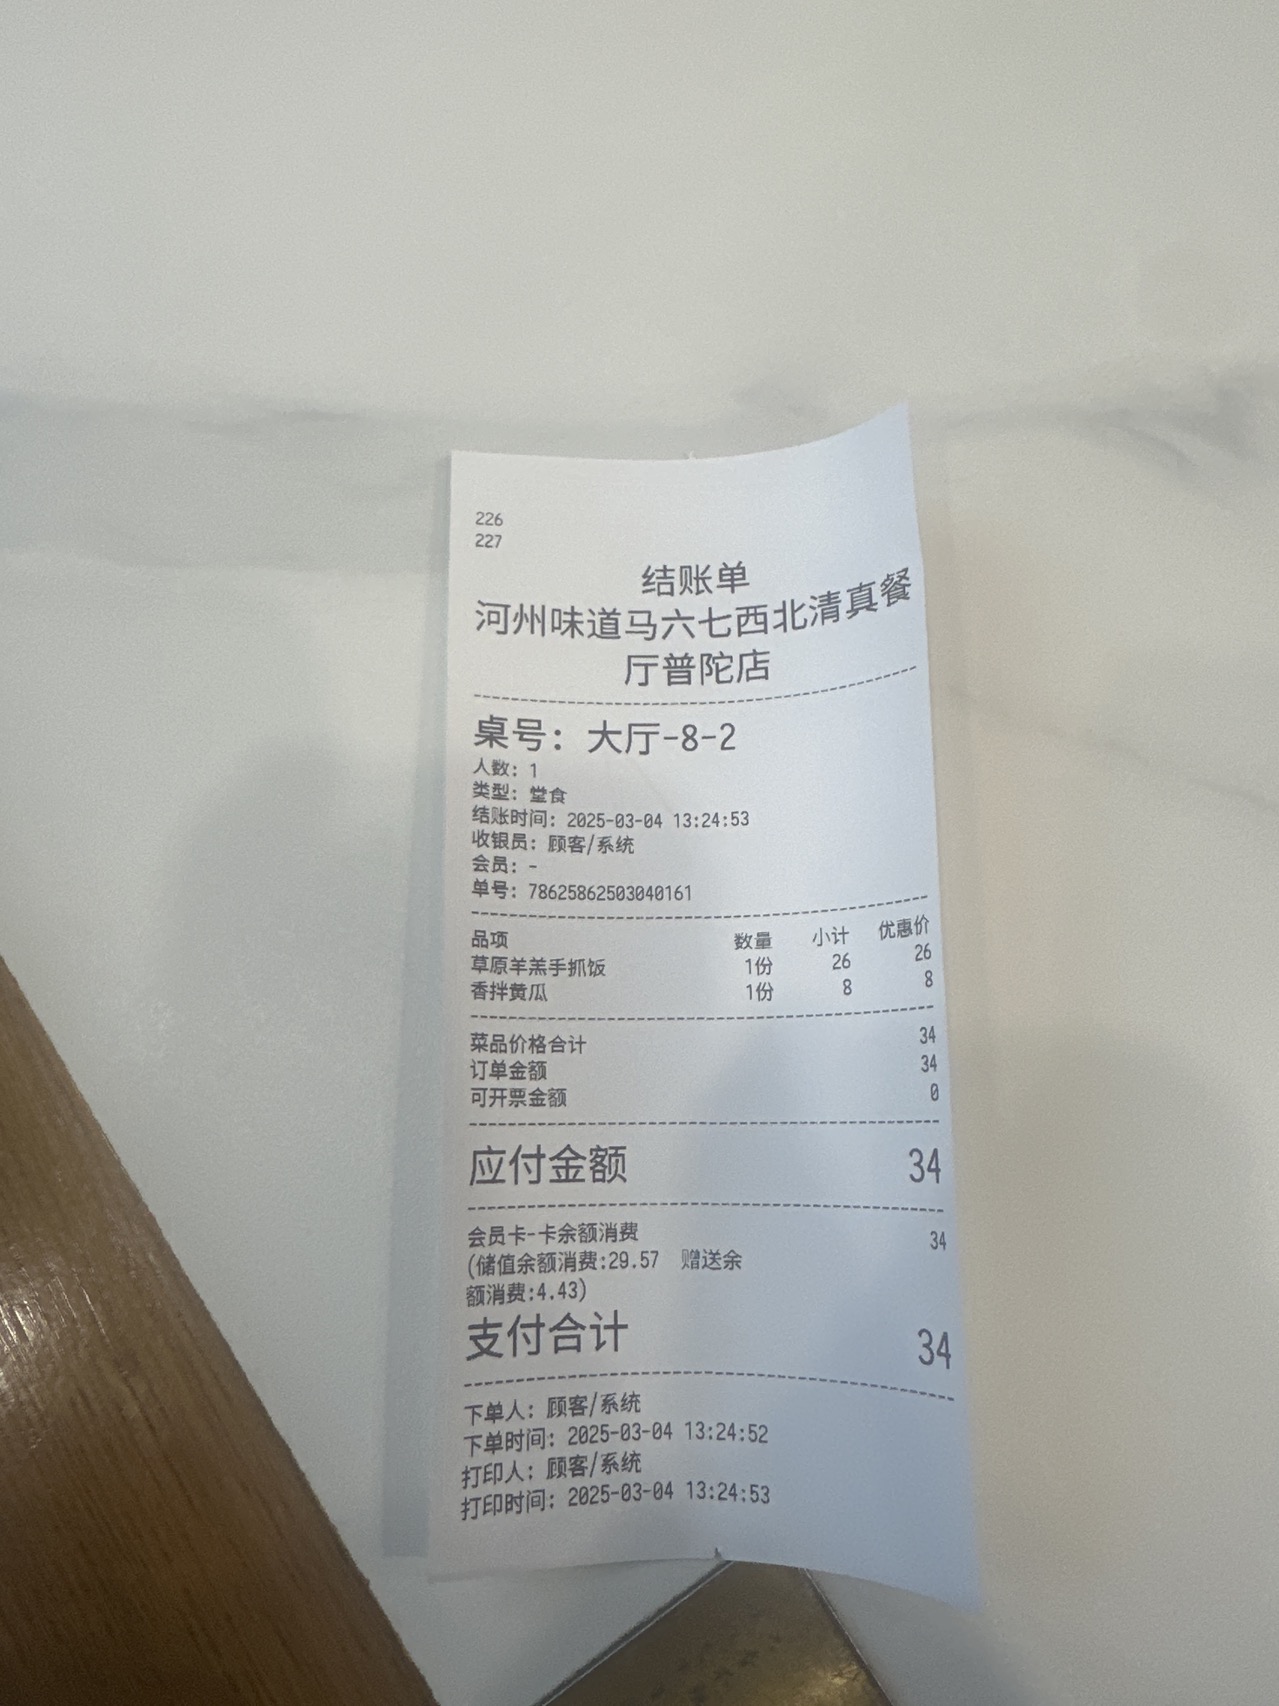 226
227
结账单
河州味道马六七西北清真餐
厅普陀店
桌号：大厅-8-2
人数：1
类型：堂食
结账时间：2025-03-04 13:24:53
收银员：顾客/系统
会员：-
单号：78625862503040161
品项 数量 小计 优惠价
草原羊羔手抓饭 1份 26 26
香拌黄瓜 1份 8 8
菜品价格合计 34
订单金额 34
可开票金额 0
应付金额 34
会员卡-卡余额消费 34
(储值余额消费:29.57 赠送余
额消费:4.43)
支付合计 34
下单人：顾客/系统
下单时间：2025-03-04 13:24:52
打印人：顾客/系统
打印时间：2025-03-04 13:24:53